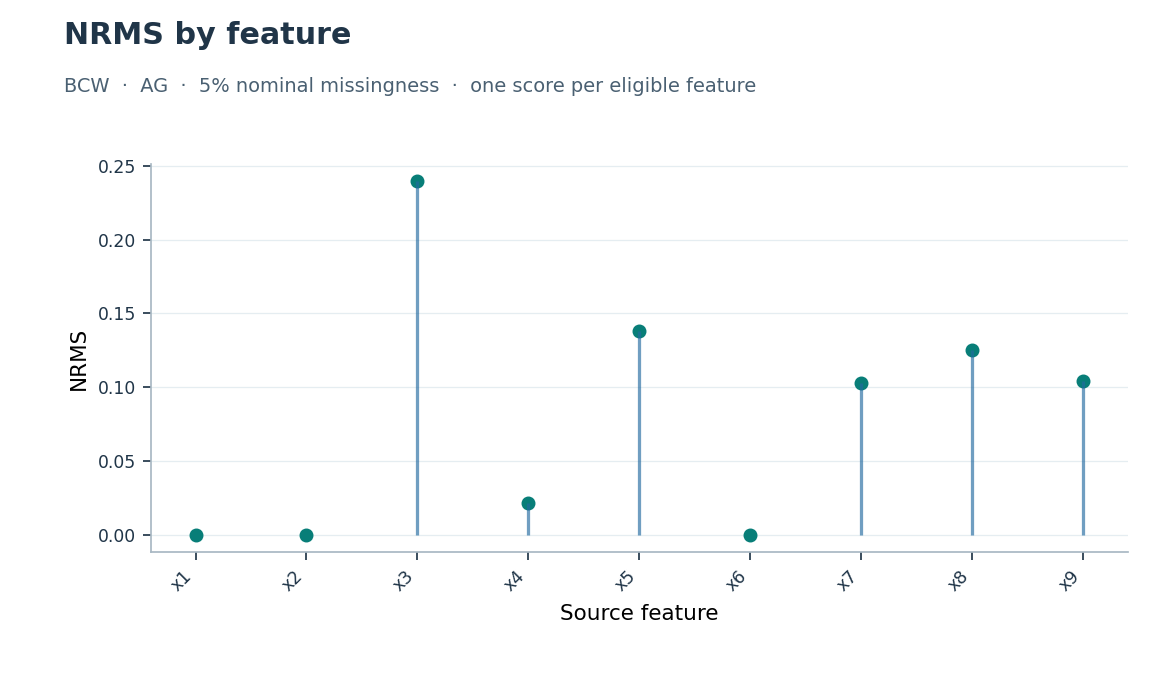 NRMS by feature
BCW · AG · 5% nominal missingness · one score per eligible feature
0.25
0.20
0.15
0.10
0.05
0.00
NRMS
x1 x2 x3 x4 x5 x6 x7 x8 x9
Source feature